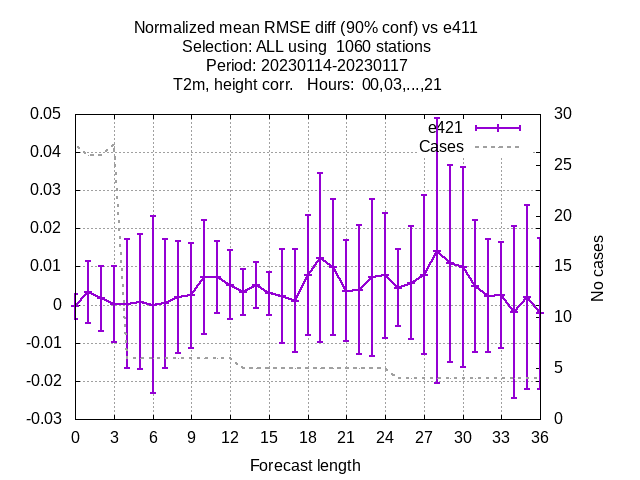 Normalized mean RMSE diff (90% conf) vs e411
Selection: ALL using  1060 stations
Period: 20230114-20230117
T2m, height corr.   Hours:  00,03,...,21
0.05
0.04
0.03
0.02
0.01
0
-0.01
-0.02
-0.03
e421
Cases
30
25
20
15
10
5
0
No cases
0 3 6 9 12 15 18 21 24 27 30 33 36
Forecast length